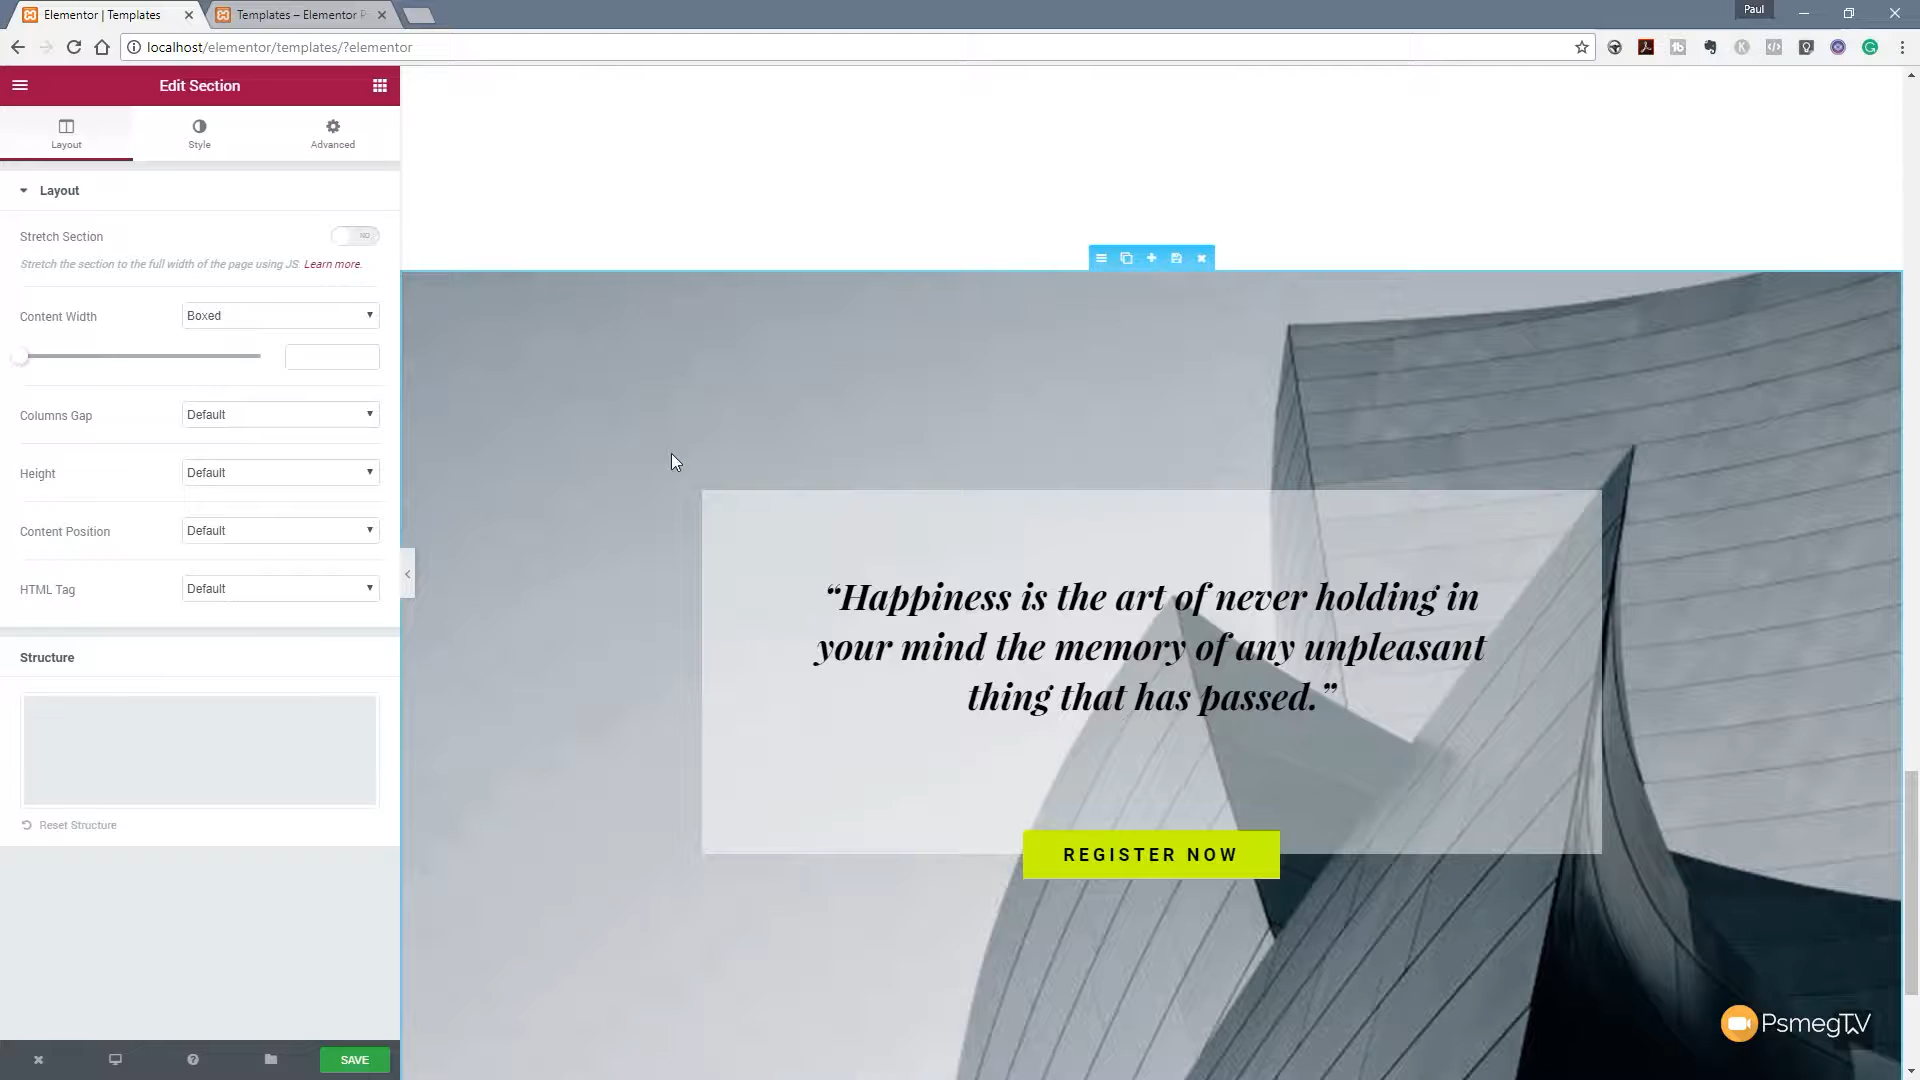 Elementor | Templates
Templates – Elementor P
Paul
localhost/elementor/templates/?elementor
Edit Section
Layout
Style
Advanced
Layout
Stretch Section
NO
Stretch the section to the full width of the page using JS. Learn more.
Content Width
Boxed
Columns Gap
Default
Height
Default
Content Position
Default
HTML Tag
Default
Structure
Reset Structure
SAVE
“Happiness is the art of never holding in
your mind the memory of any unpleasant
thing that has passed.”
REGISTER NOW
PsmegTV